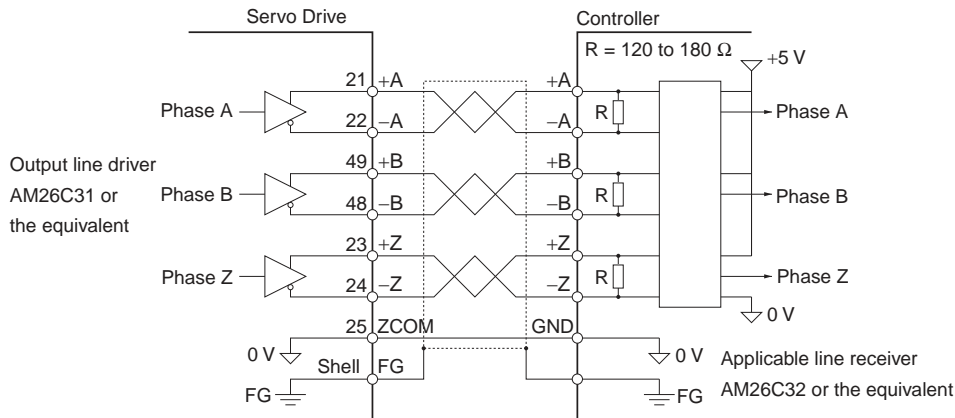 Servo Drive
Controller
R = 120 to 180 Ω
+5 V
21 +A
+A
Phase A
R
Phase A
22 −A
−A
Output line driver
AM26C31 or
the equivalent
49 +B
+B
Phase B
R
Phase B
48 −B
−B
23 +Z
+Z
Phase Z
R
Phase Z
24 −Z
−Z
0 V
25 ZCOM
GND
0 V
0 V
Shell FG
FG
FG
Applicable line receiver
AM26C32 or the equivalent